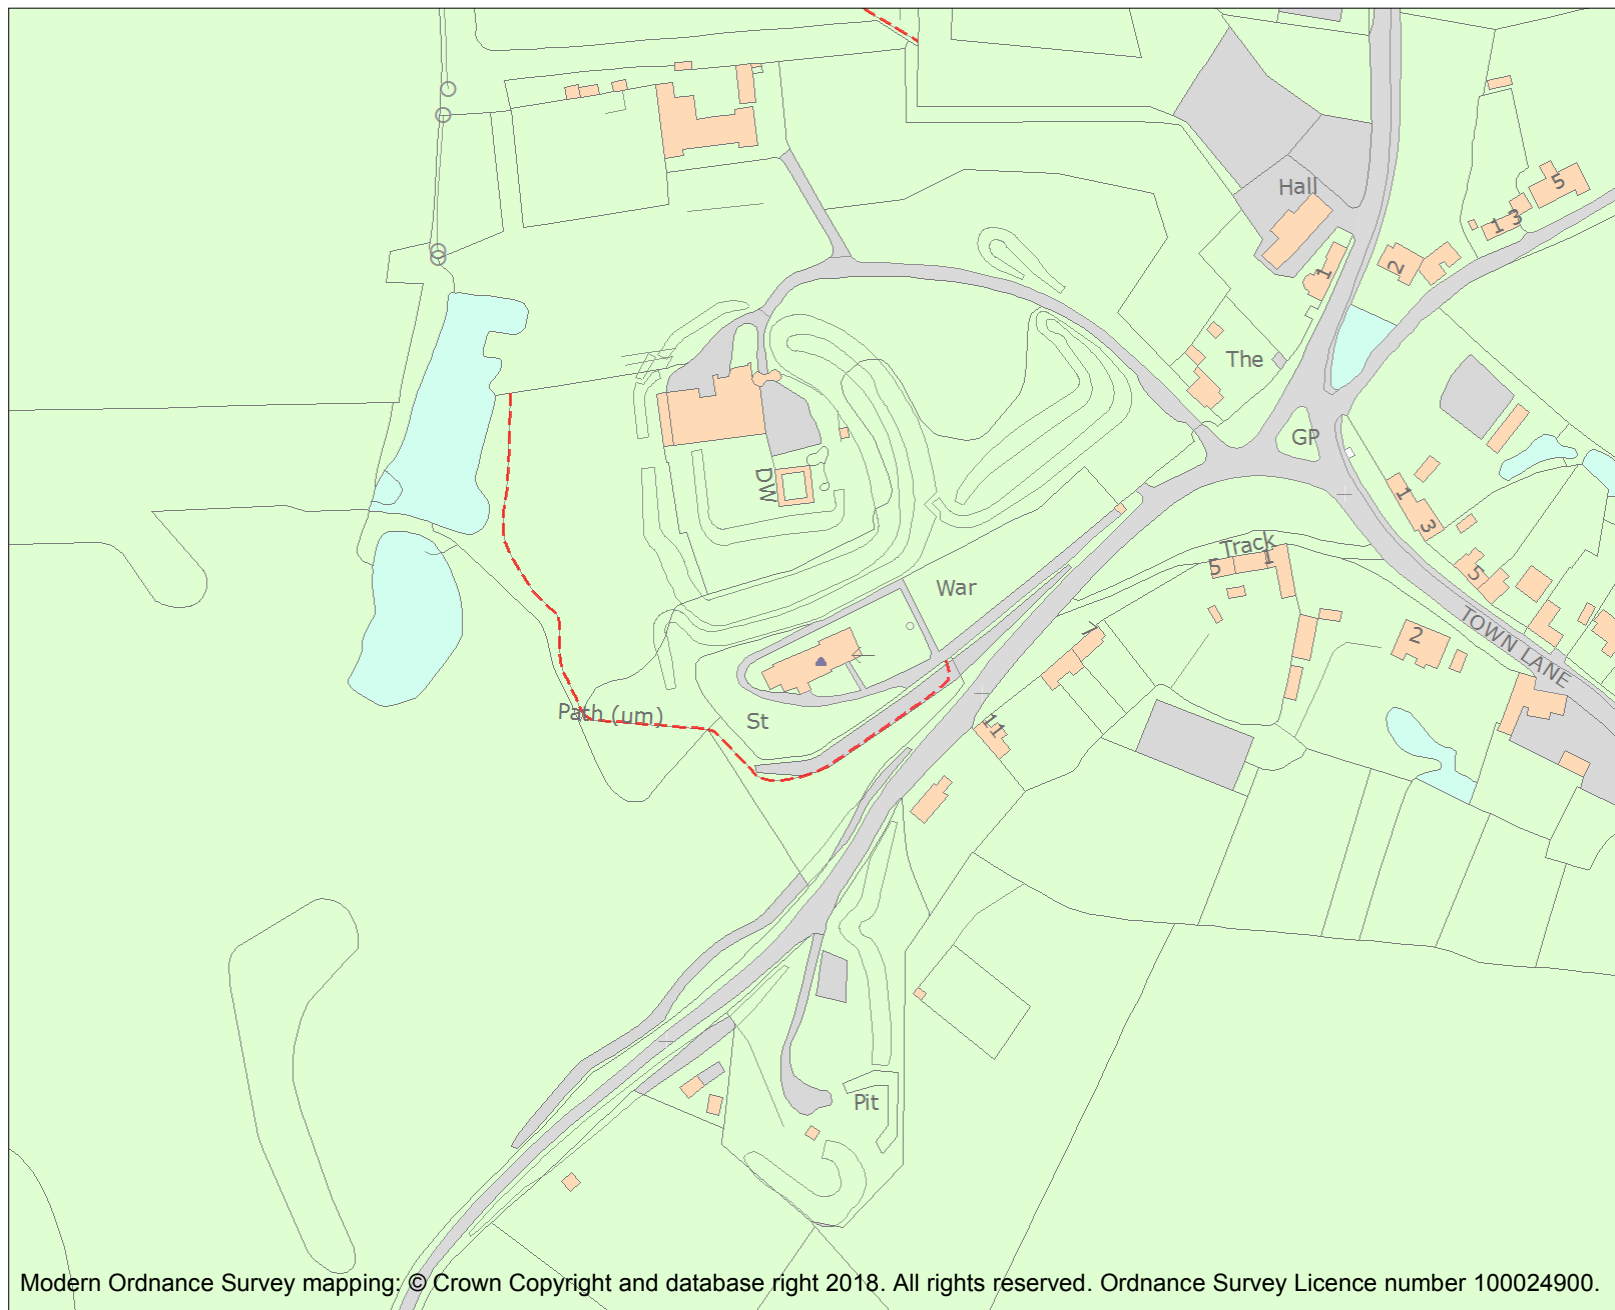 Hall
5
1 3
2
1
The
GP
DW
1
3
Track
5
1
War
5
7
TOWN LANE
2
Path (um)
St
11
Pit
Modern Ordnance Survey mapping: © Crown Copyright and database right 2018. All rights reserved. Ordnance Survey Licence number 100024900.